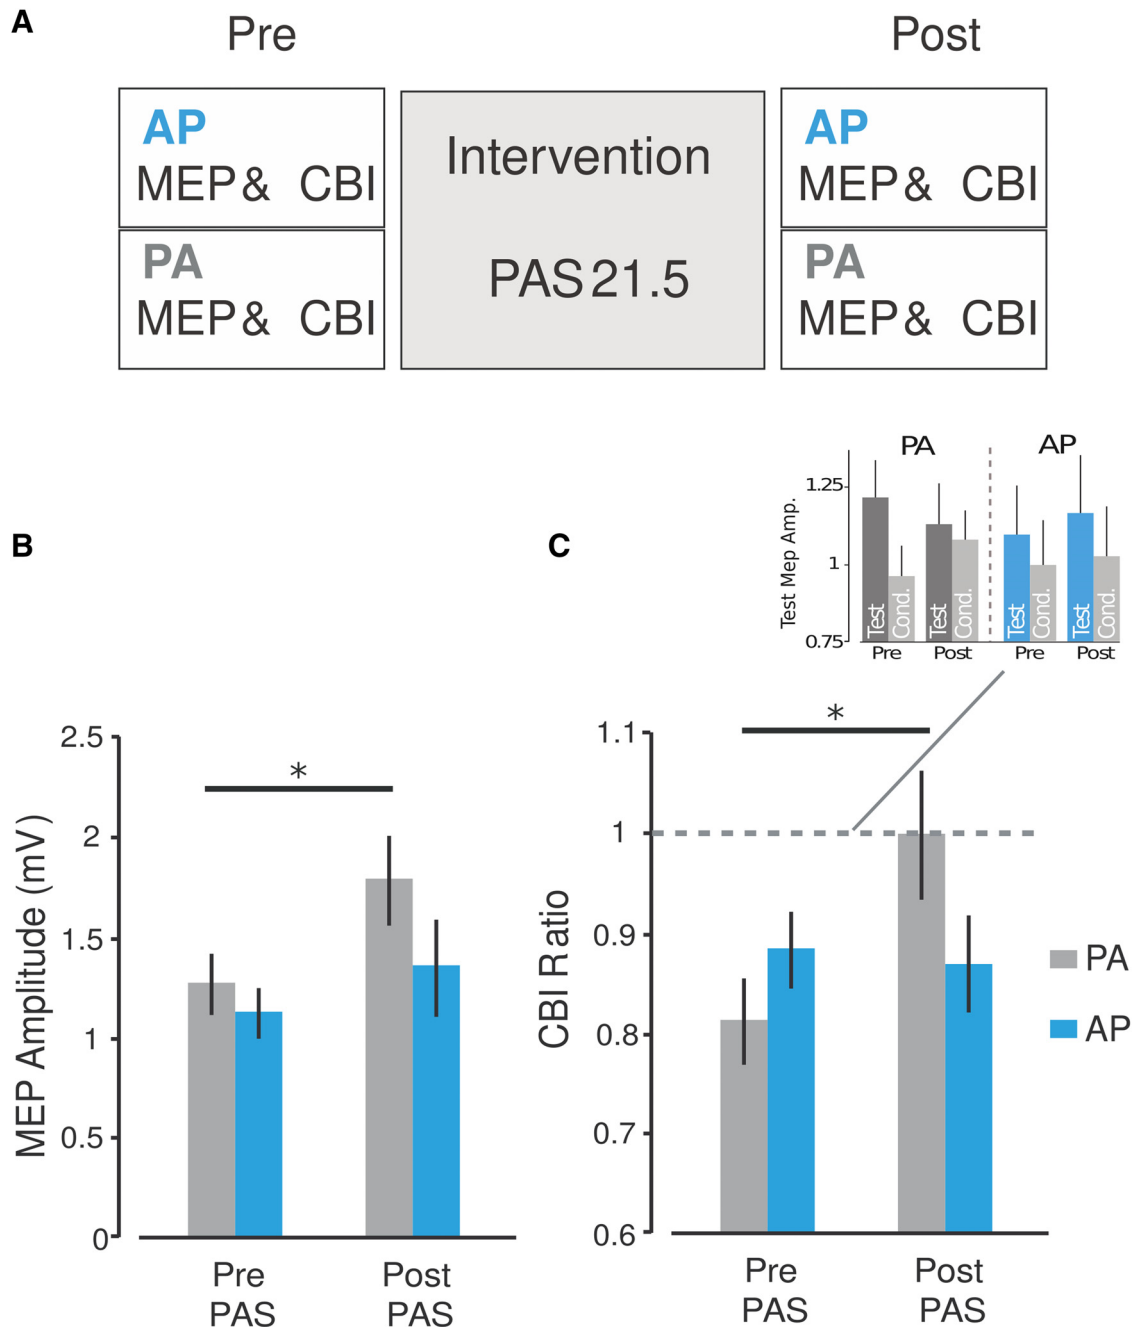 A
Pre
Post
AP
MEP & CBI
PA
MEP & CBI
Intervention
PAS 21.5
AP
MEP & CBI
PA
MEP & CBI
B
2.5
2
1.5
1
0.5
0
MEP Amplitude (mV)
*
Pre
PAS
Post
PAS
C
PA
AP
1.25
1
0.75
Test Mep Amp.
Test
Cond.
Test
Cond.
Test
Cond.
Test
Cond.
Pre
Post
Pre
Post
1.1
1
0.9
0.8
0.7
0.6
CBI Ratio
*
Pre
PAS
Post
PAS
PA
AP